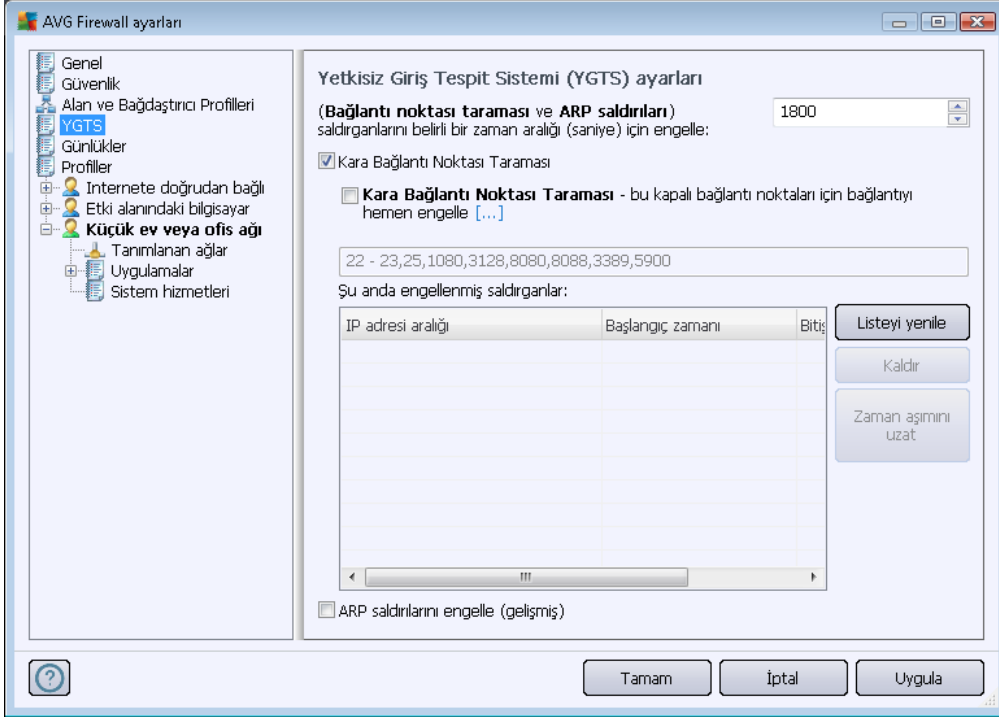 AVG Firewall ayarları
Genel
Güvenlik
Alan ve Bağdaştırıcı Profilleri
YGTS
Günlükler
Profiller
Internete doğrudan bağlı
Etki alanındaki bilgisayar
Küçük ev veya ofis ağı
Tanımlanan ağlar
Uygulamalar
Sistem hizmetleri
Yetkisiz Giriş Tespit Sistemi (YGTS) ayarları
(Bağlantı noktası taraması ve ARP saldırıları)
saldırganlarını belirli bir zaman aralığı (saniye) için engelle:
1800
Kara Bağlantı Noktası Taraması
Kara Bağlantı Noktası Taraması - bu kapalı bağlantı noktaları için bağlantıyı
hemen engelle [...]
22 - 23,25,1080,3128,8080,8088,3389,5900
Şu anda engellenmiş saldırganlar:
IP adresi aralığı Başlangıç zamanı Bitiş
Listeyi yenile
Kaldır
Zaman aşımını
uzat
ARP saldırılarını engelle (gelişmiş)
Tamam İptal Uygula